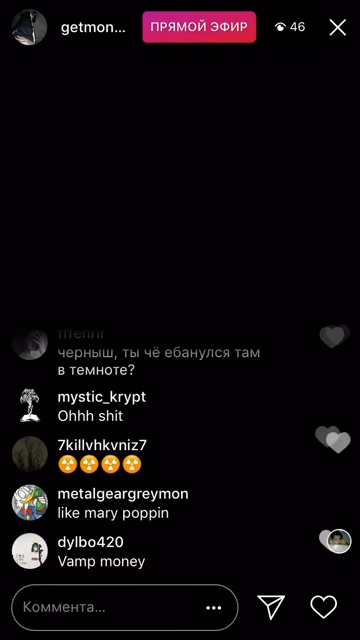 getmon...
ПРЯМОЙ ЭФИР
46
черныш, ты чё ебанулся там
в темноте?
mystic_krypt
Ohhh shit
7killvhkvniz7
metalgeargreymon
like mary poppin
dylbo420
Vamp money
Коммента...